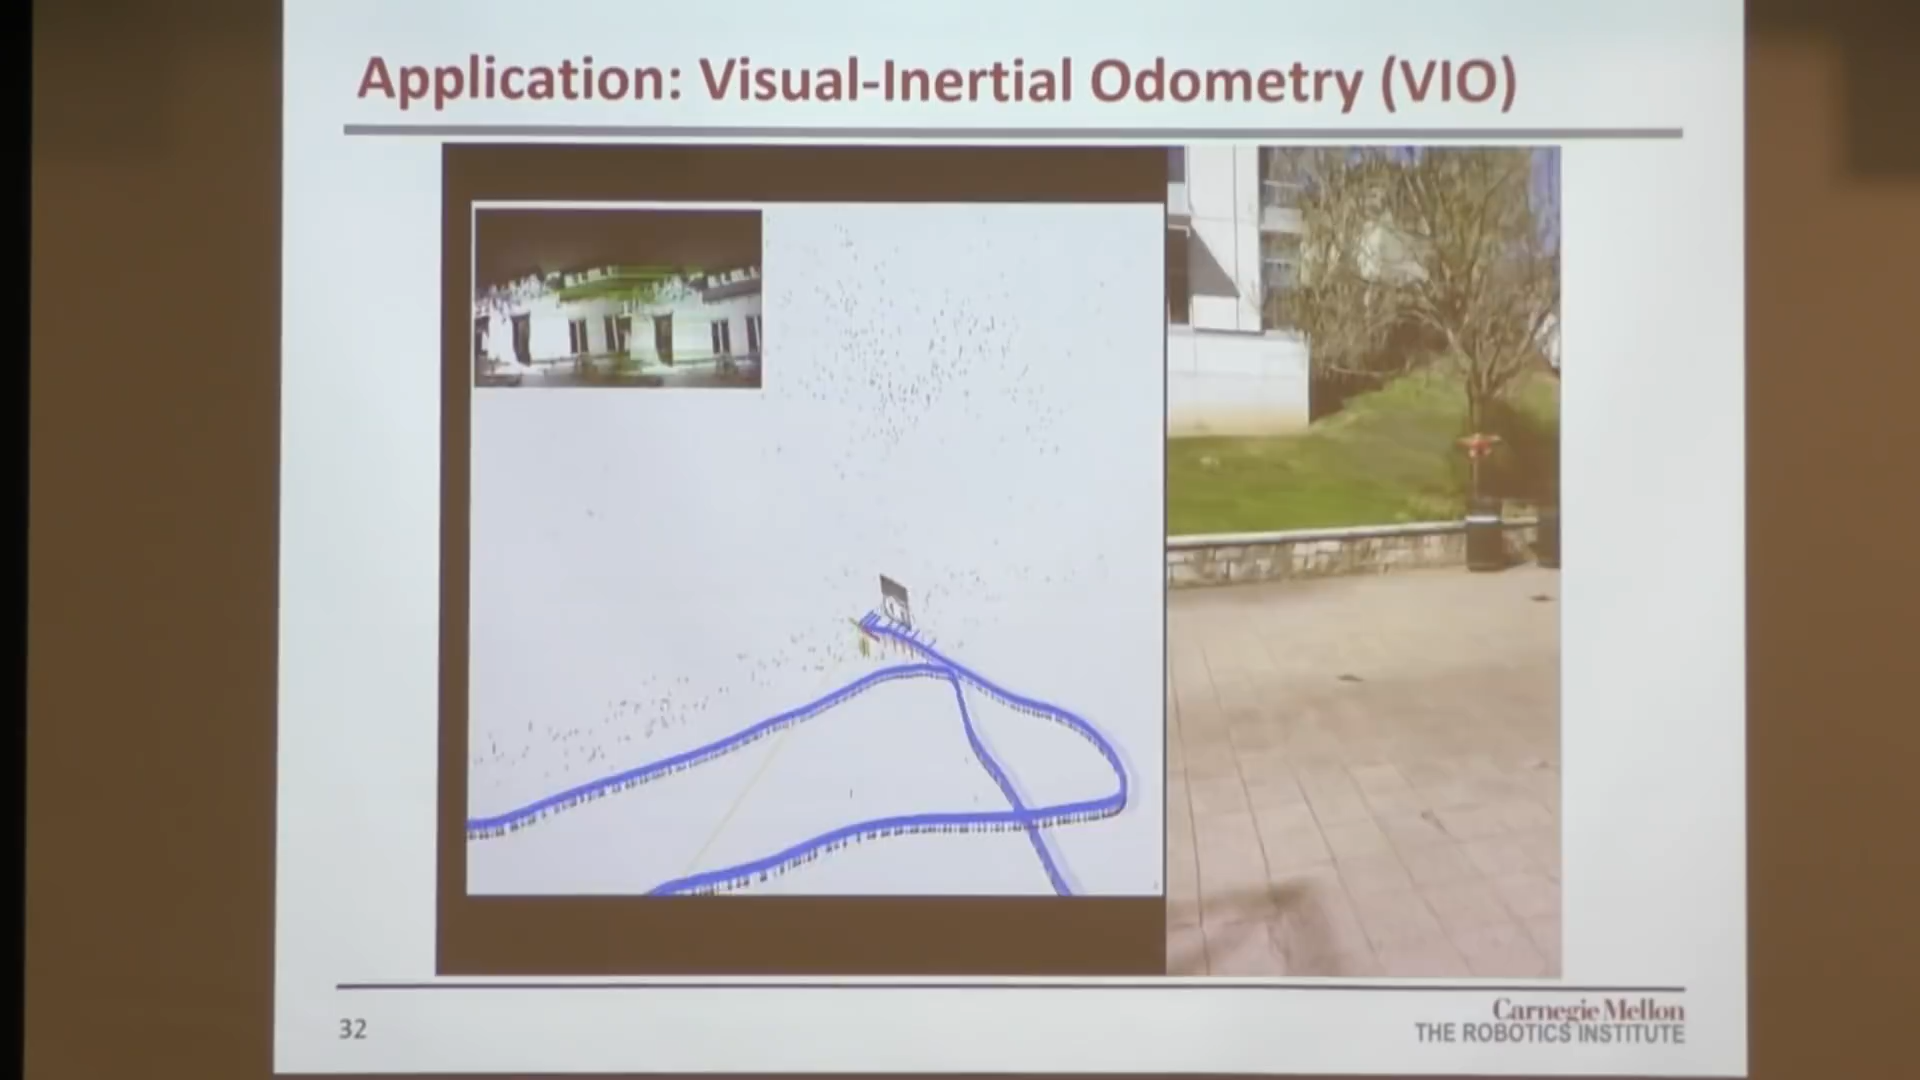 Application: Visual-Inertial Odometry (VIO)
32
Carnegie Mellon
THE ROBOTICS INSTITUTE